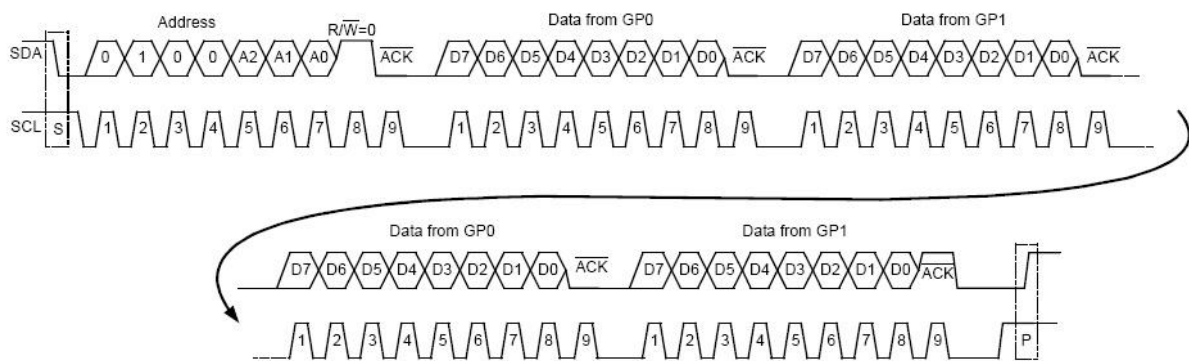 Address Data from GP0 Data from GP1
R/W̅=0
SDA 0 1 0 0 A2 A1 A0 A̅C̅K̅ D7 D6 D5 D4 D3 D2 D1 D0 A̅C̅K̅ D7 D6 D5 D4 D3 D2 D1 D0 A̅C̅K̅
SCL S 1 2 3 4 5 6 7 8 9 1 2 3 4 5 6 7 8 9 1 2 3 4 5 6 7 8 9
Data from GP0 Data from GP1
D7 D6 D5 D4 D3 D2 D1 D0 A̅C̅K̅ D7 D6 D5 D4 D3 D2 D1 D0 A̅C̅K̅
1 2 3 4 5 6 7 8 9 1 2 3 4 5 6 7 8 9 P